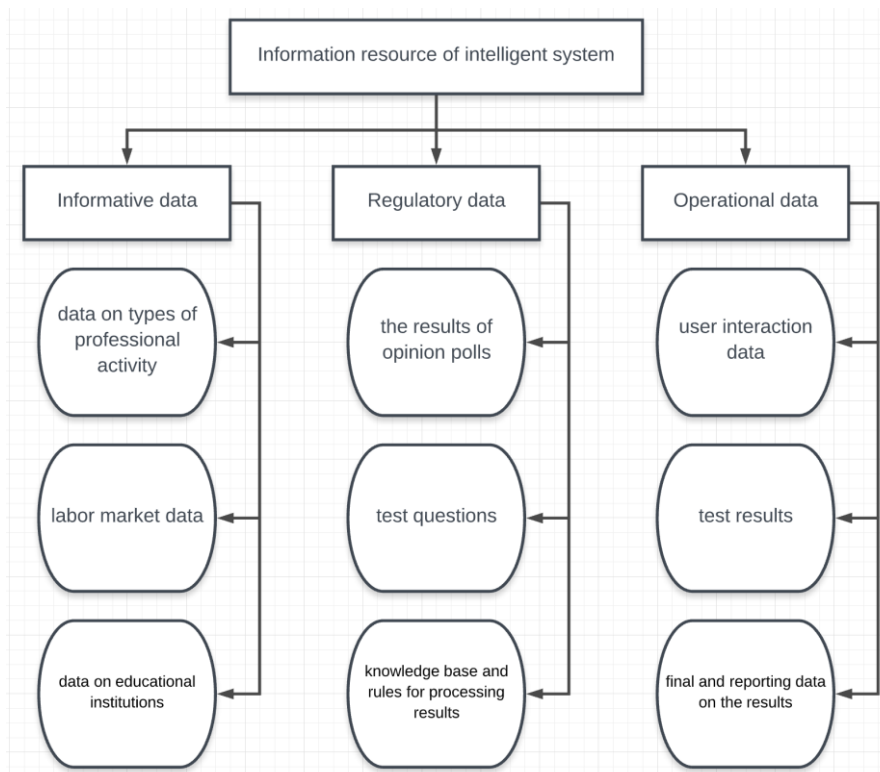 Information resource of intelligent system
Informative data
Regulatory data
Operational data
data on types of
professional
activity
the results of
opinion polls
user interaction
data
labor market data
test questions
test results
data on educational
institutions
knowledge base and
rules for processing
results
final and reporting data
on the results